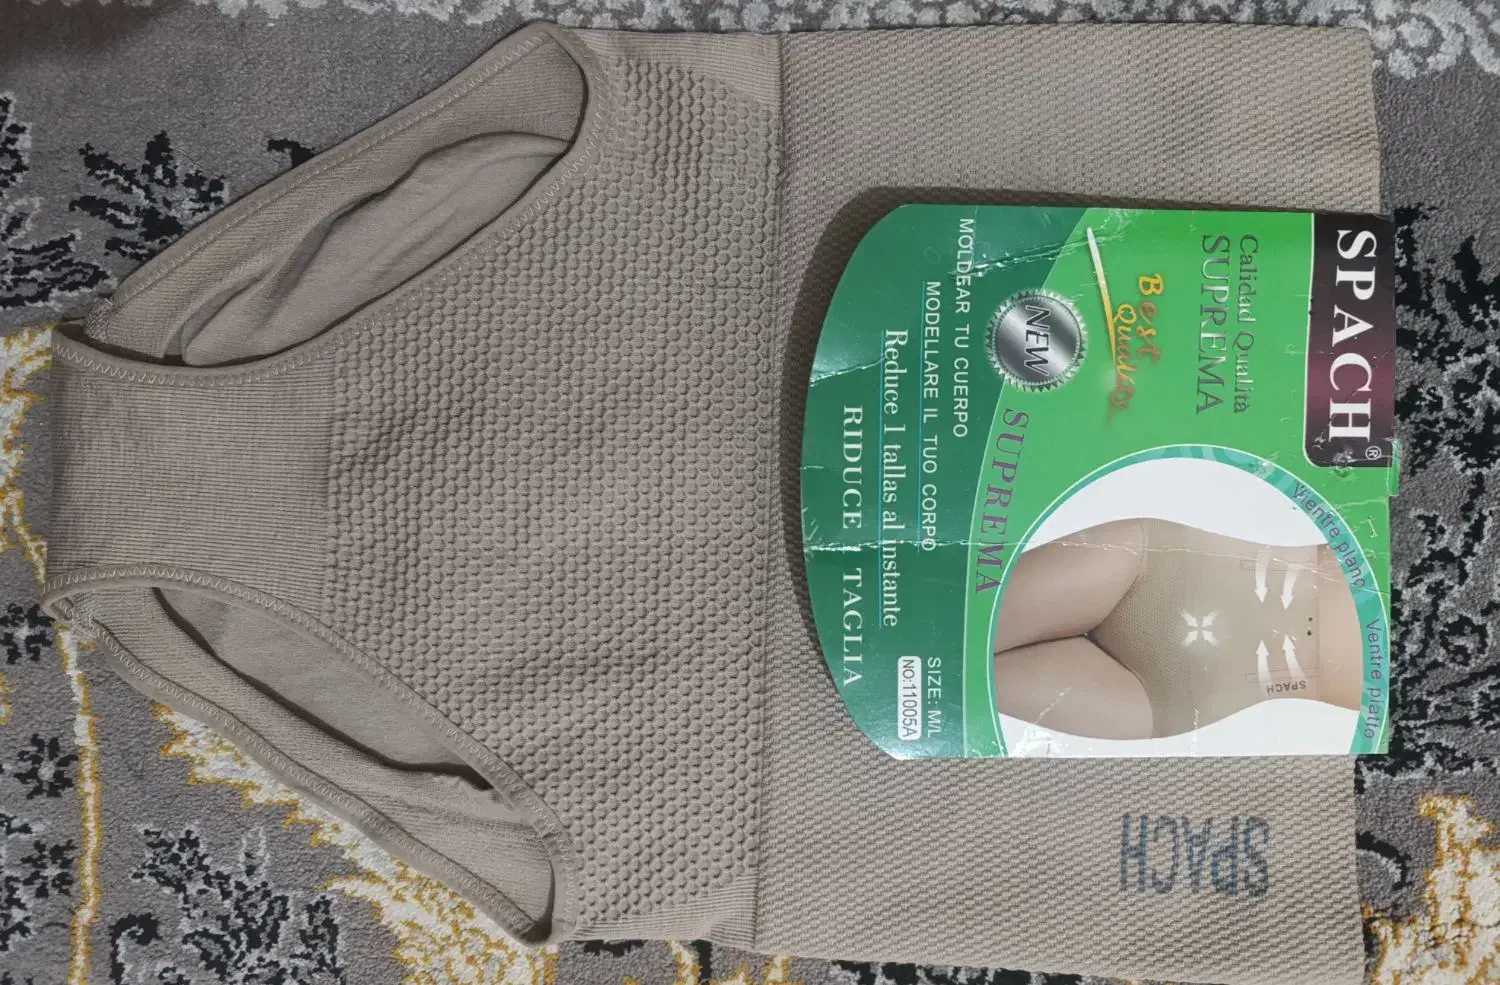 SPACH®
Calidad Qualità
SUPREMA
Best
Quality
NEW
SUPREMA
Vientre plano
Ventre piatto
SPACH
MOLDEAR TU CUERPO
MODELLARE IL TUO CORPO
Reduce 1 tallas al instante
RIDUCE 1 TAGLIA
SIZE: M/L
NO:11005A
SPACH